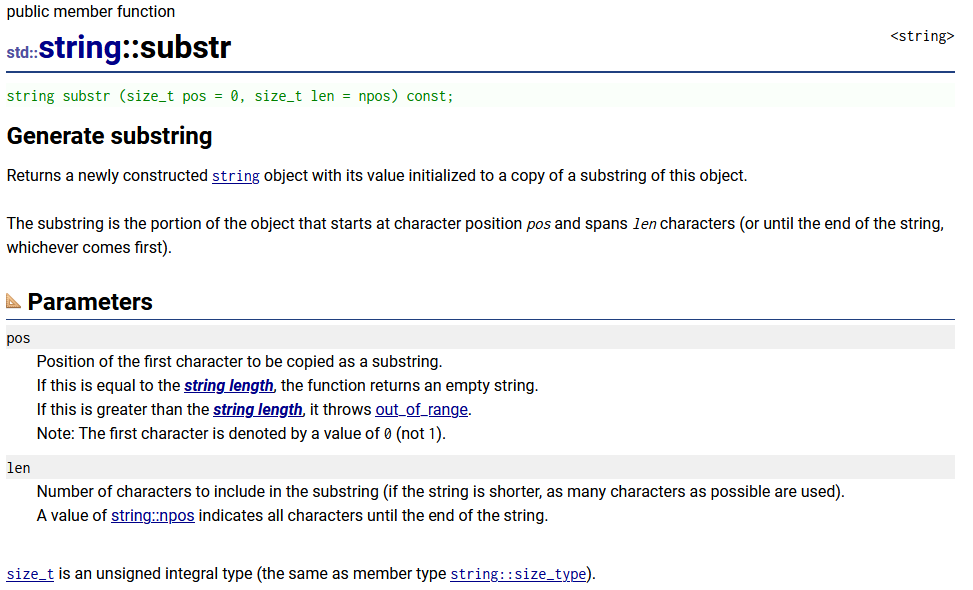 public member function
<string>
std::string::substr
string substr (size_t pos = 0, size_t len = npos) const;
Generate substring
Returns a newly constructed string object with its value initialized to a copy of a substring of this object.
The substring is the portion of the object that starts at character position pos and spans len characters (or until the end of the string,
whichever comes first).
Parameters
pos
Position of the first character to be copied as a substring.
If this is equal to the string length, the function returns an empty string.
If this is greater than the string length, it throws out_of_range.
Note: The first character is denoted by a value of 0 (not 1).
len
Number of characters to include in the substring (if the string is shorter, as many characters as possible are used).
A value of string::npos indicates all characters until the end of the string.
size_t is an unsigned integral type (the same as member type string::size_type).